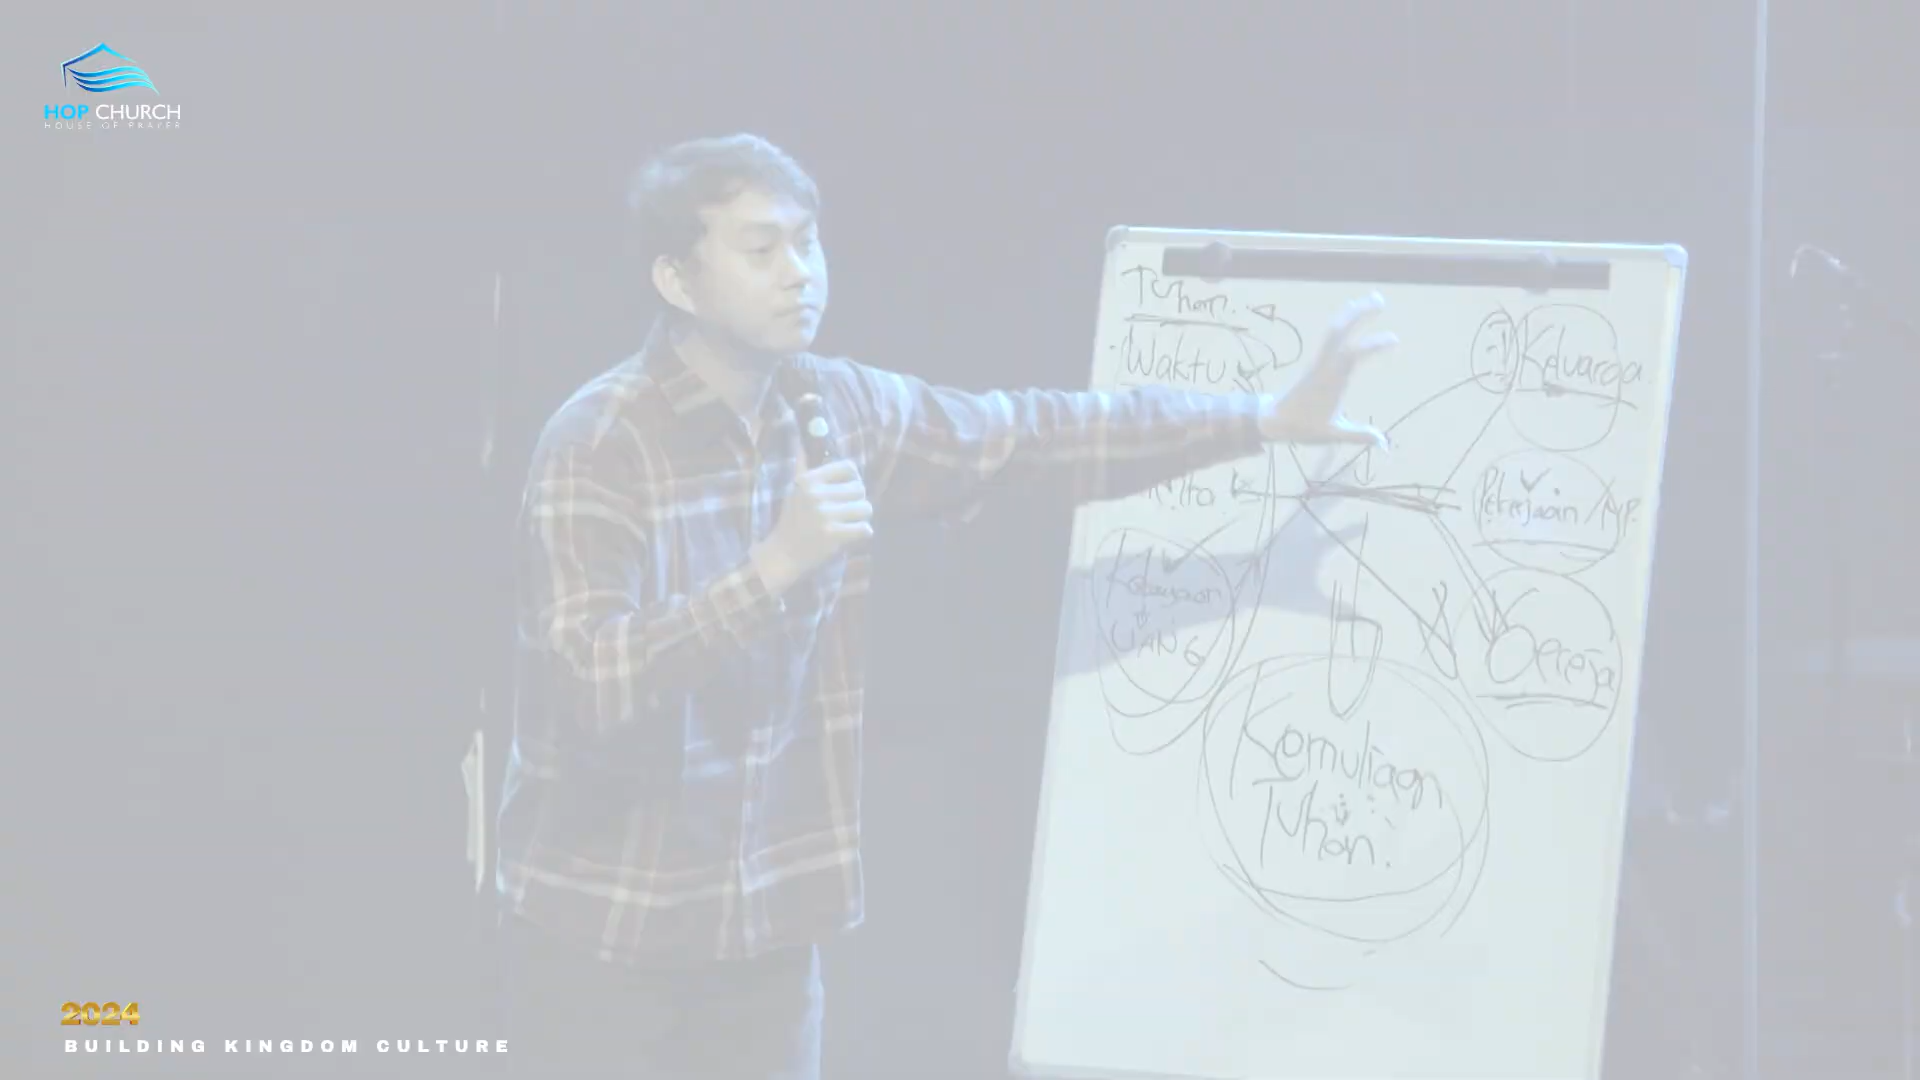 HOP CHURCH
HOUSE OF PRAYER
Tuhan.
Waktu
Keluarga
Pekerjaan /
Kekayaan
UANG
Gereja
Kemuliaan
Tuhan.
2024
BUILDING KINGDOM CULTURE